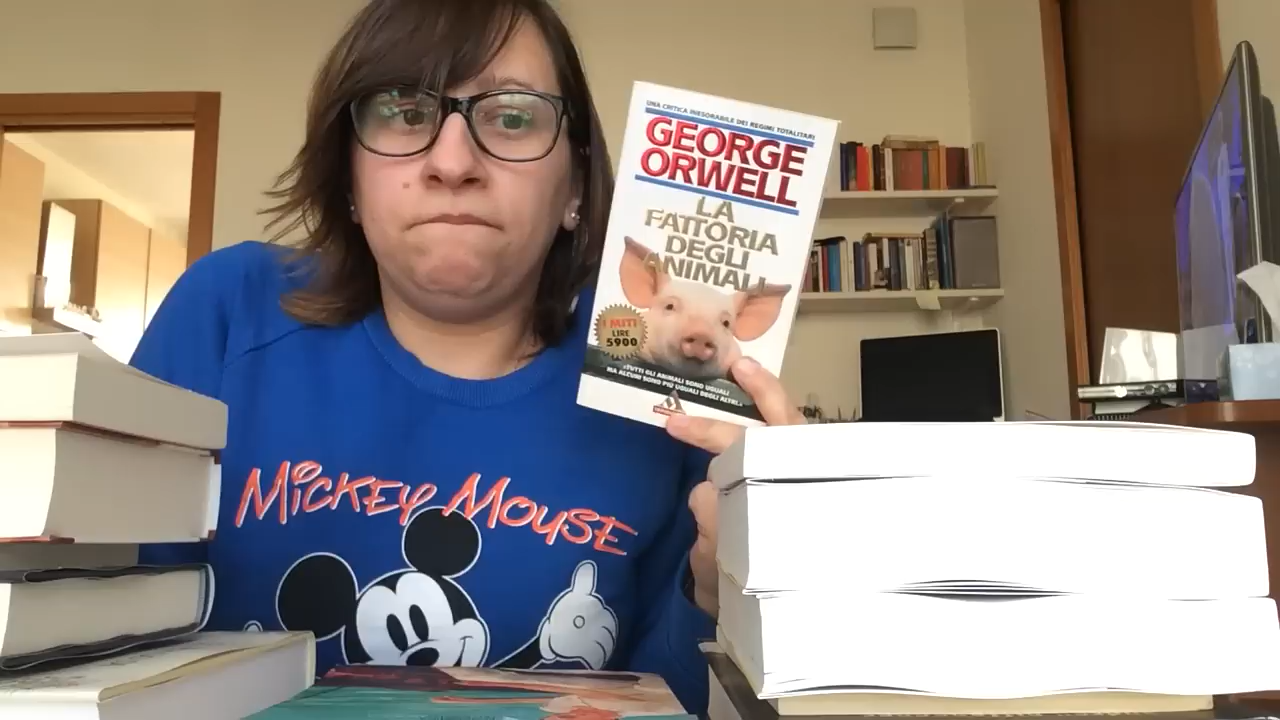 UNA CRITICA INESORABILE DEI REGIMI TOTALITARI
GEORGE
ORWELL
LA
FATTORIA
DEGLI
ANIMALI
I MITI
LIRE
5900
«TUTTI GLI ANIMALI SONO UGUALI
MA ALCUNI SONO PIÙ UGUALI DEGLI ALTRI.»
MICKEY MOUSE